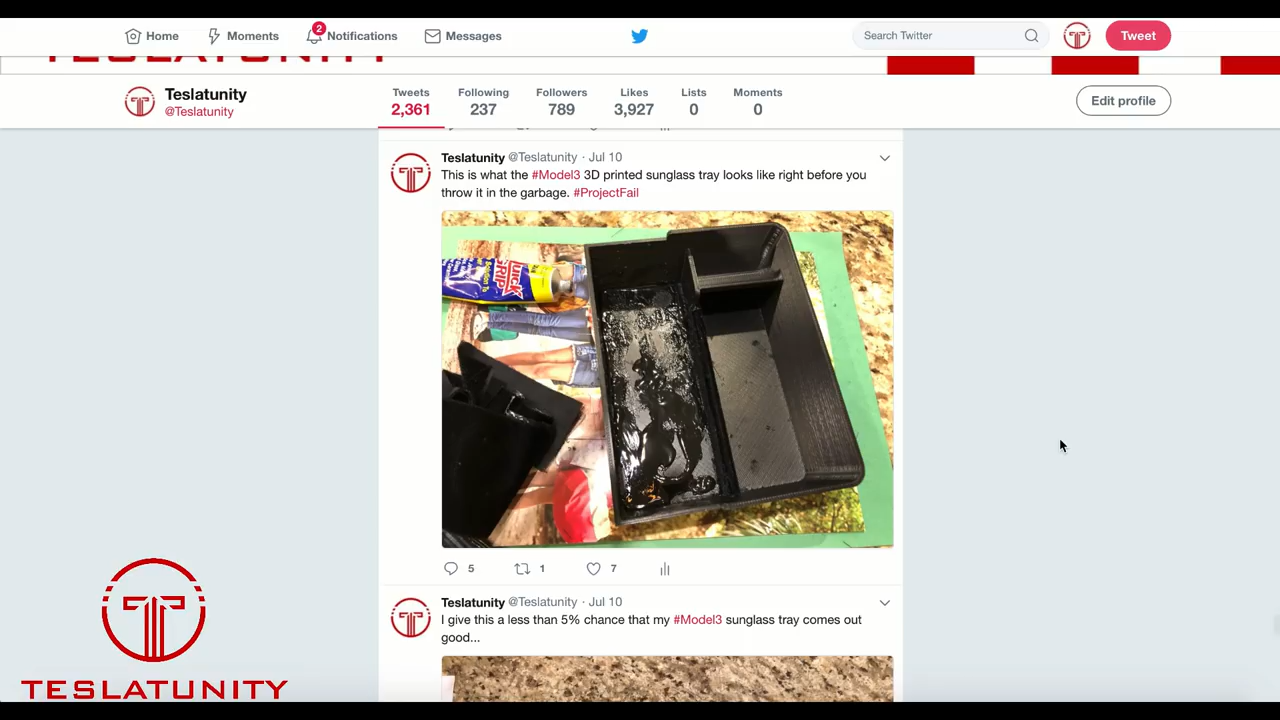 Home
Moments
2
Notifications
Messages
Search Twitter
Tweet
TESLATUNITY
Teslatunity
@Teslatunity
Tweets
2,361
Following
237
Followers
789
Likes
3,927
Lists
0
Moments
0
Edit profile
Teslatunity @Teslatunity · Jul 10
This is what the #Model3 3D printed sunglass tray looks like right before you
throw it in the garbage. #ProjectFail
QUICK
GRIP
5
1
7
Teslatunity @Teslatunity · Jul 10
I give this a less than 5% chance that my #Model3 sunglass tray comes out
good...
TESLATUNITY